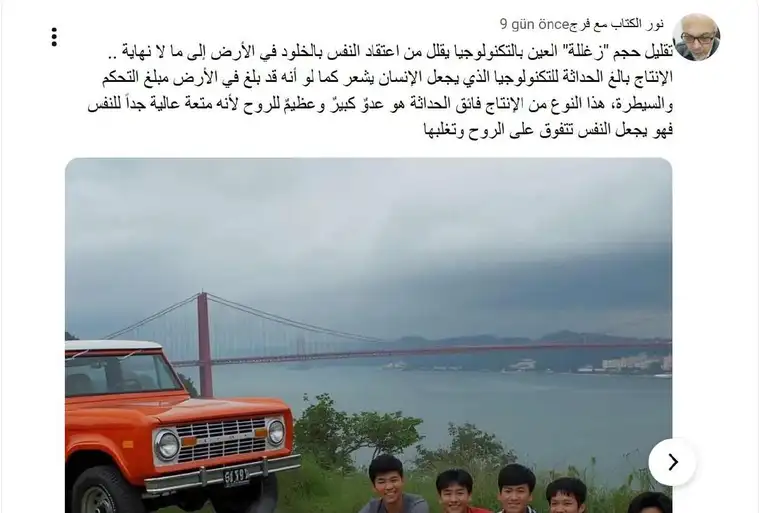 نور الكتاب مع فرج9 gün önce
تقليل حجم "زغللة" العين بالتكنولوجيا يقلل من اعتقاد النفس بالخلود في الأرض إلى ما لا نهاية ..
الإنتاج بالغ الحداثة للتكنولوجيا الذي يجعل الإنسان يشعر كما لو أنه قد بلغ في الأرض مبلغ التحكم
والسيطرة، هذا النوع من الإنتاج فائق الحداثة هو عدوٌ كبيرٌ وعظيمٌ للروح لأنه متعة عالية جداً للنفس
فهو يجعل النفس تتفوق على الروح وتغلبها